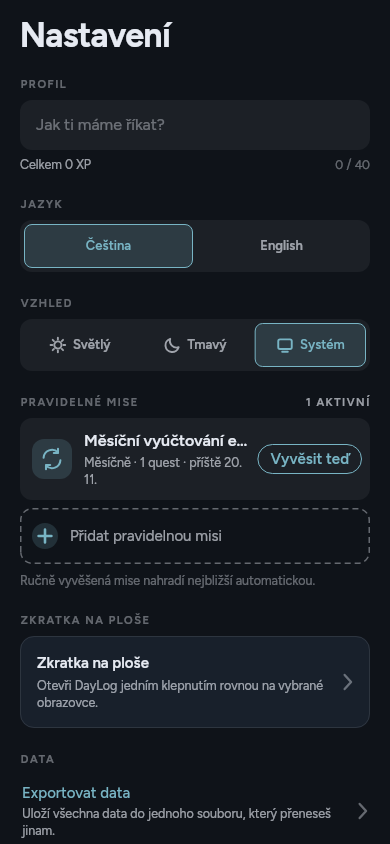 Nastavení
PROFIL
Jak ti máme říkat?
Celkem 0 XP
0 / 40
JAZYK
Čeština
English
VZHLED
Světlý
Tmavý
Systém
PRAVIDELNÉ MISE
1 AKTIVNÍ
Měsíční vyúčtování e...
Měsíčně · 1 quest · příště 20.
11.
Vyvěsit teď
Přidat pravidelnou misi
Ručně vyvěšená mise nahradí nejbližší automatickou.
ZKRATKA NA PLOŠE
Zkratka na ploše
Otevři DayLog jedním klepnutím rovnou na vybrané
obrazovce.
DATA
Exportovat data
Uloží všechna data do jednoho souboru, který přeneseš
jinam.